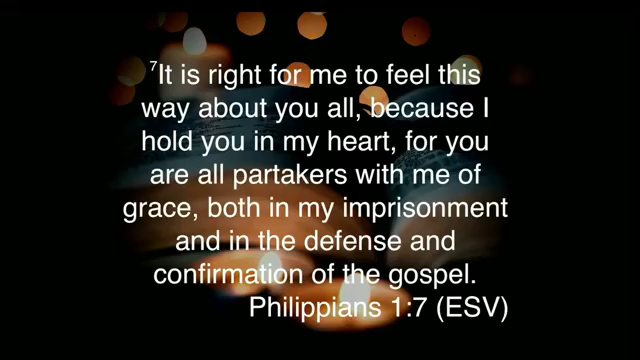 ⁷It is right for me to feel this
way about you all, because I
hold you in my heart, for you
are all partakers with me of
grace, both in my imprisonment
and in the defense and
confirmation of the gospel.
Philippians 1:7 (ESV)